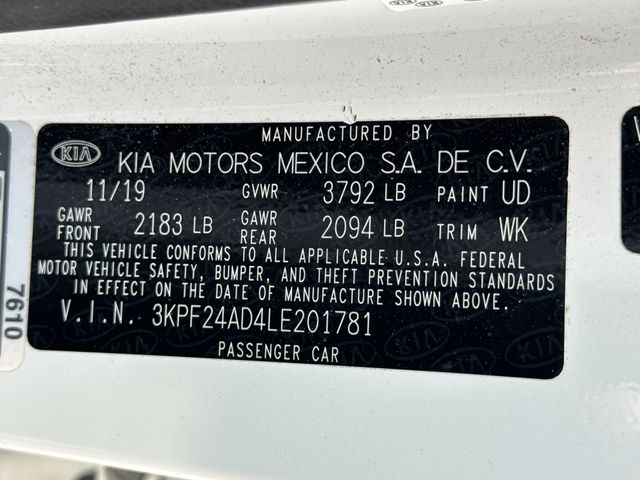 MANUFACTURED BY
KIA KIA MOTORS MEXICO S.A. DE C.V.
11/19 GVWR 3792 LB PAINT UD
GAWR FRONT 2183 LB GAWR REAR 2094 LB TRIM WK
THIS VEHICLE CONFORMS TO ALL APPLICABLE U.S.A. FEDERAL
MOTOR VEHICLE SAFETY, BUMPER, AND THEFT PREVENTION STANDARDS
IN EFFECT ON THE DATE OF MANUFACTURE SHOWN ABOVE.
V.I.N. 3KPF24AD4LE201781
PASSENGER CAR
7610